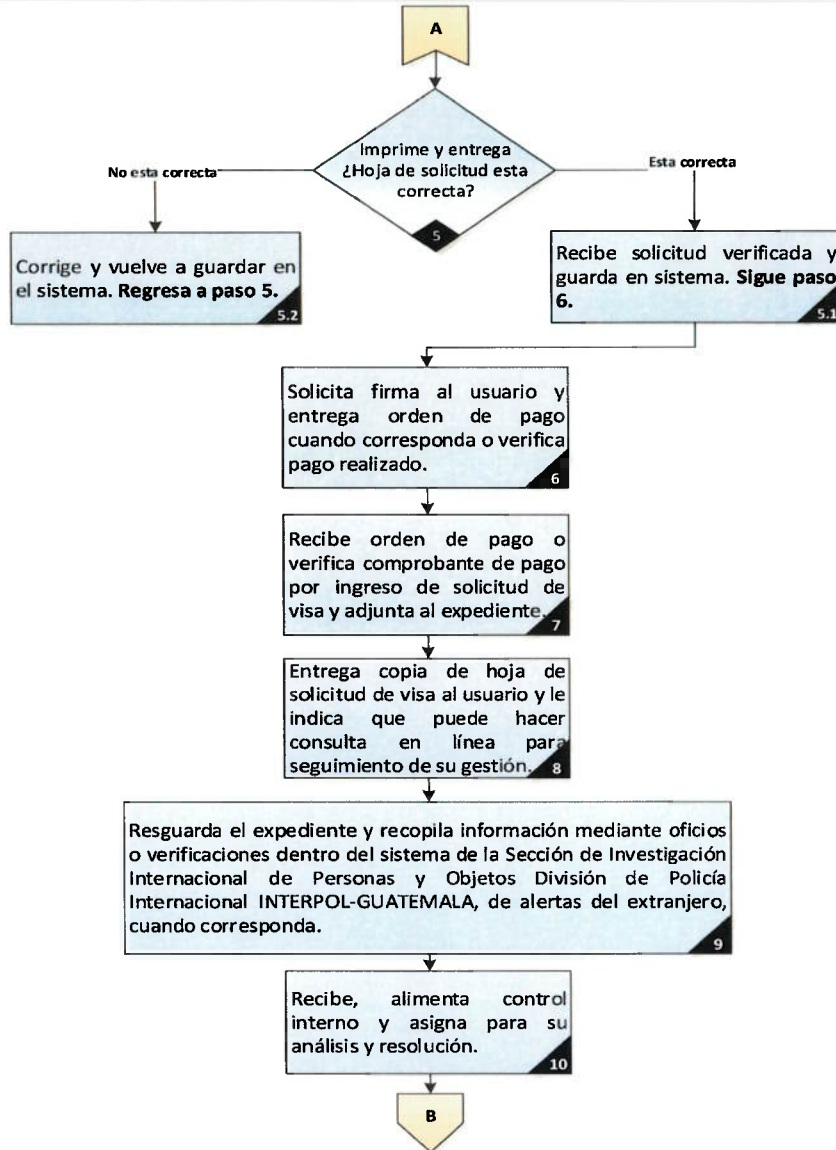 A
Imprime y entrega
¿Hoja de solicitud esta
correcta?
5
No esta correcta
Esta correcta
Corrige y vuelve a guardar en
el sistema. Regresa a paso 5.
5.2
Recibe solicitud verificada y
guarda en sistema. Sigue paso
6.
5.1
Solicita firma al usuario y
entrega orden de pago
cuando corresponda o verifica
pago realizado.
6
Recibe orden de pago o
verifica comprobante de pago
por ingreso de solicitud de
visa y adjunta al expediente.
7
Entrega copia de hoja de
solicitud de visa al usuario y le
indica que puede hacer
consulta en línea para
seguimiento de su gestión.
8
Resguarda el expediente y recopila información mediante oficios
o verificaciones dentro del sistema de la Sección de Investigación
Internacional de Personas y Objetos División de Policía
Internacional INTERPOL-GUATEMALA, de alertas del extranjero,
cuando corresponda.
9
Recibe, alimenta control
interno y asigna para su
análisis y resolución.
10
B